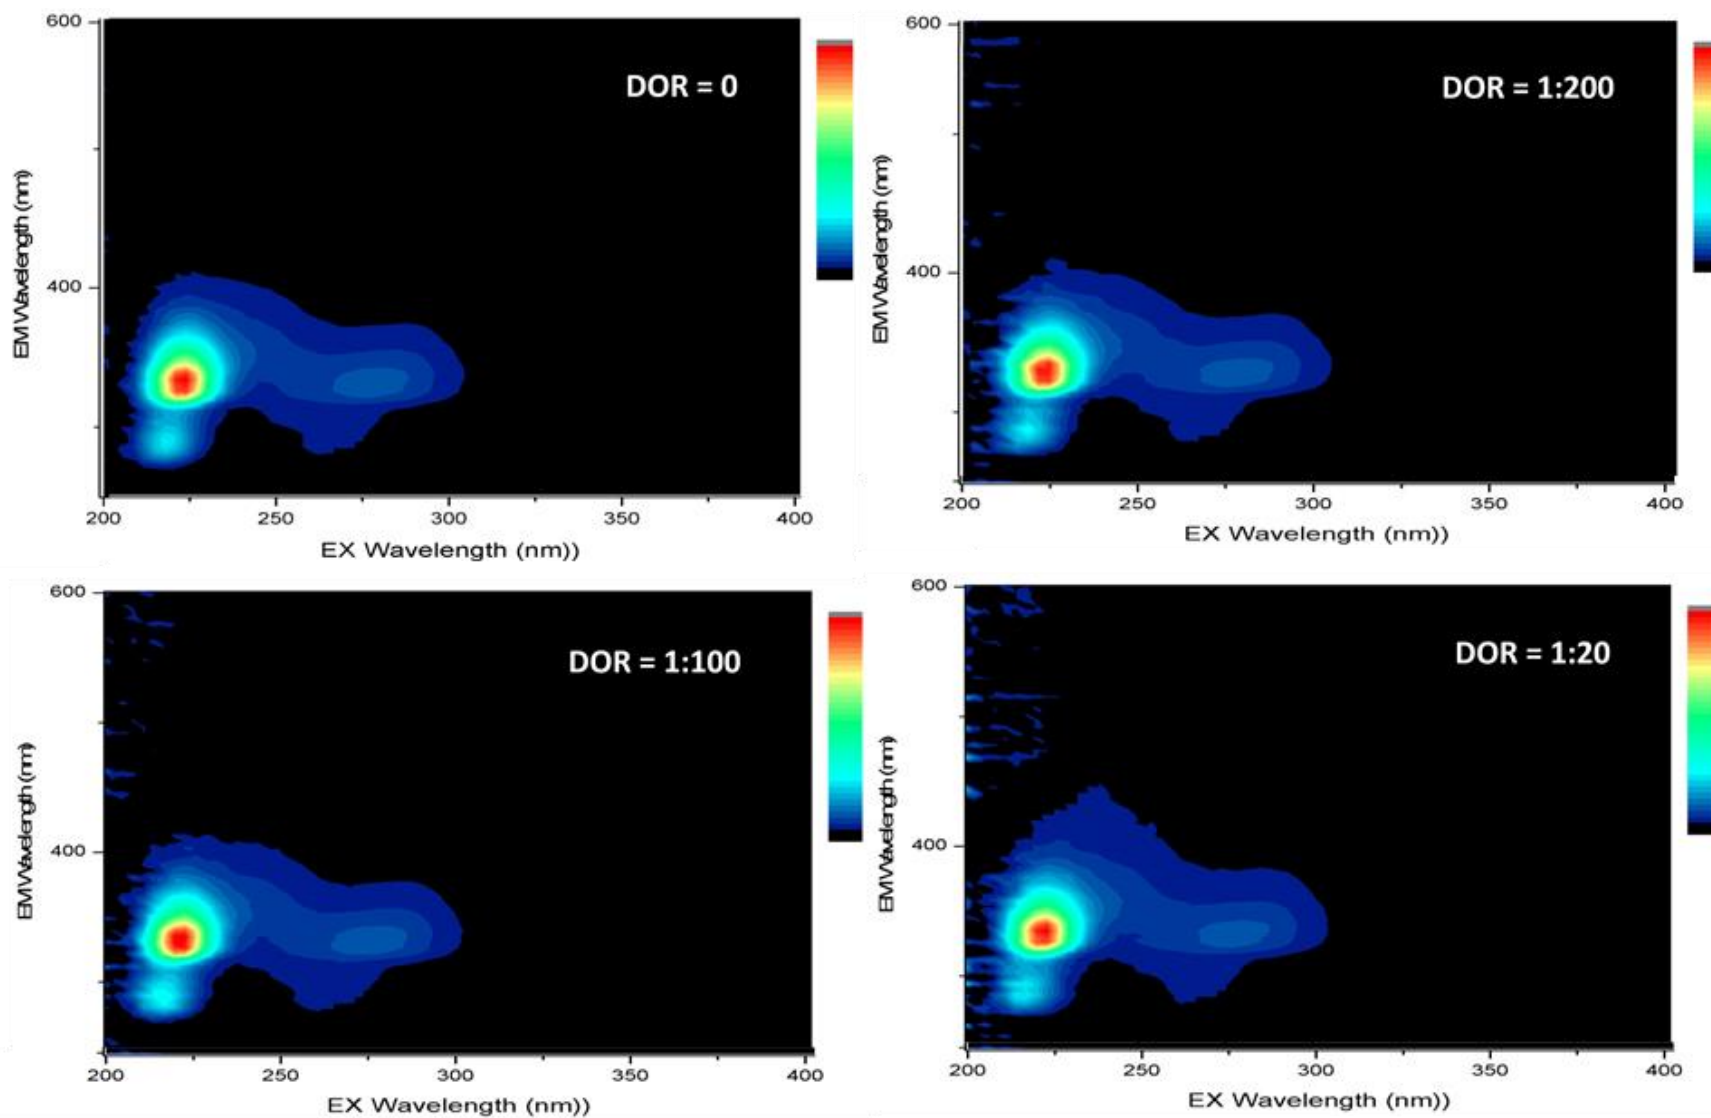 600
DOR = 0
EM Wavelength (nm)
400
200 250 300 350 400
EX Wavelength (nm))
600
DOR = 1:200
EM Wavelength (nm)
400
200 250 300 350 400
EX Wavelength (nm))
600
DOR = 1:100
EM Wavelength (nm)
400
200 250 300 350 400
EX Wavelength (nm))
600
DOR = 1:20
EM Wavelength (nm)
400
200 250 300 350 400
EX Wavelength (nm))